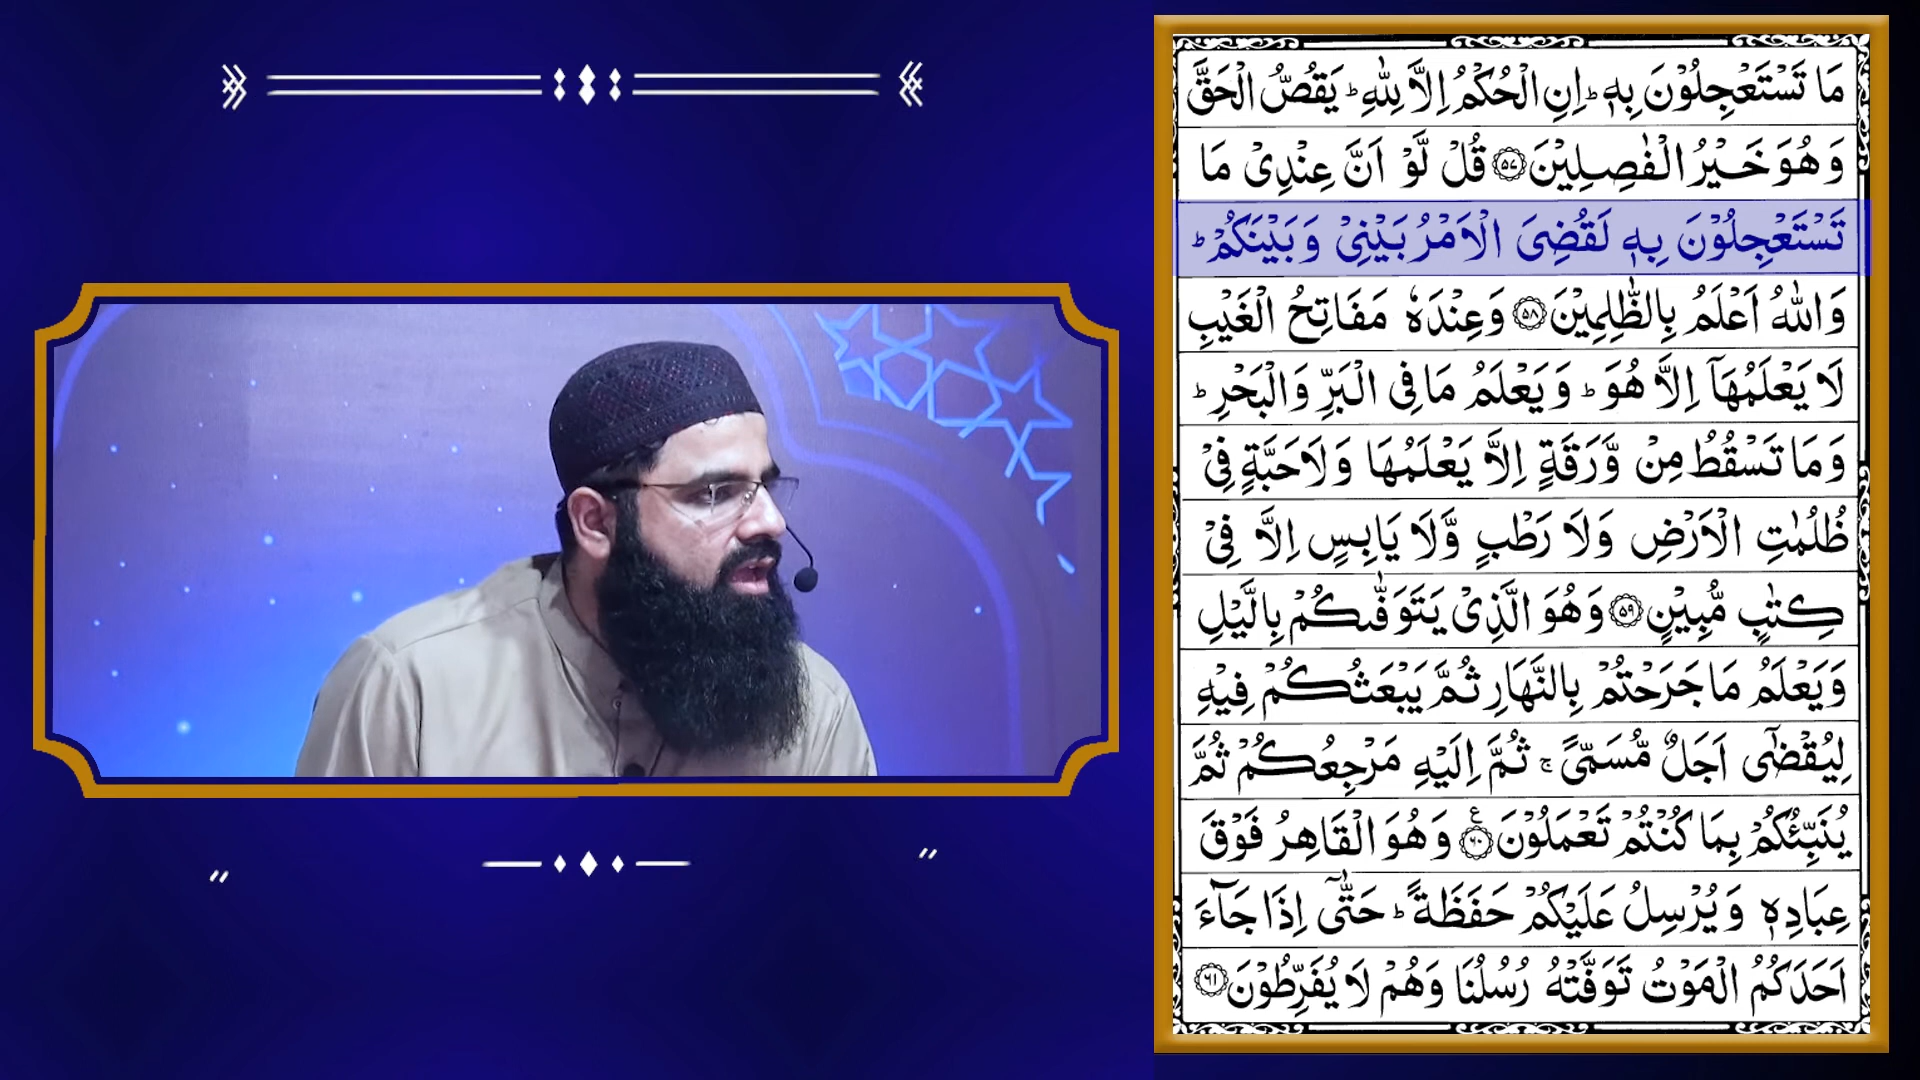 مَا تَسْتَعْجِلُوْنَ بِهٖ ؕ اِنِ الْحُكْمُ اِلَّا لِلّٰهِ ؕ يَقُصُّ الْحَقَّ
وَ هُوَ خَيْرُ الْفٰصِلِيْنَ ۝۵۷ قُلْ لَّوْ اَنَّ عِنْدِىْ مَا
تَسْتَعْجِلُوْنَ بِهٖ لَقُضِىَ الْاَمْرُ بَيْنِىْ وَ بَيْنَكُمْ ؕ
وَاللّٰهُ اَعْلَمُ بِالظّٰلِمِيْنَ ۝۵۸ وَعِنْدَهٗ مَفَاتِحُ الْغَيْبِ
لَا يَعْلَمُهَاۤ اِلَّا هُوَ ؕ وَ يَعْلَمُ مَا فِى الْبَرِّ وَالْبَحْرِ ؕ
وَمَا تَسْقُطُ مِنْ وَّرَقَةٍ اِلَّا يَعْلَمُهَا وَلَا حَبَّةٍ فِىْ
ظُلُمٰتِ الْاَرْضِ وَلَا رَطْبٍ وَّلَا يَابِسٍ اِلَّا فِىْ
كِتٰبٍ مُّبِيْنٍ ۝۵۹ وَهُوَ الَّذِىْ يَتَوَفّٰٮكُمْ بِالَّيْلِ
وَيَعْلَمُ مَا جَرَحْتُمْ بِالنَّهَارِ ثُمَّ يَبْعَثُكُمْ فِيْهِ
لِيُقْضٰٓى اَجَلٌ مُّسَمًّى ۚ ثُمَّ اِلَيْهِ مَرْجِعُكُمْ ثُمَّ
يُنَبِّئُكُمْ بِمَا كُنْتُمْ تَعْمَلُوْنَ ۝۶۰ ع وَهُوَ الْقَاهِرُ فَوْقَ
عِبَادِهٖ وَيُرْسِلُ عَلَيْكُمْ حَفَظَةً ؕ حَتّٰٓى اِذَا جَآءَ
اَحَدَكُمُ الْمَوْتُ تَوَفَّتْهُ رُسُلُنَا وَهُمْ لَا يُفَرِّطُوْنَ ۝۶۱